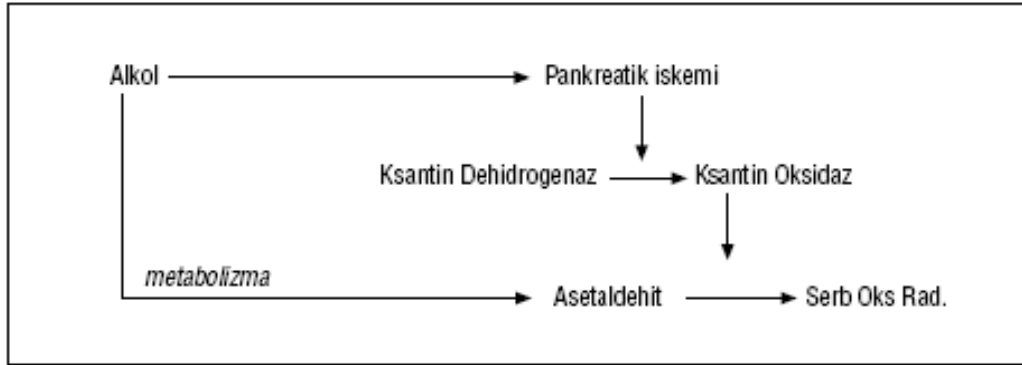 Alkol Pankreatik iskemi
Ksantin Dehidrogenaz Ksantin Oksidaz
metabolizma
Asetaldehit Serb Oks Rad.